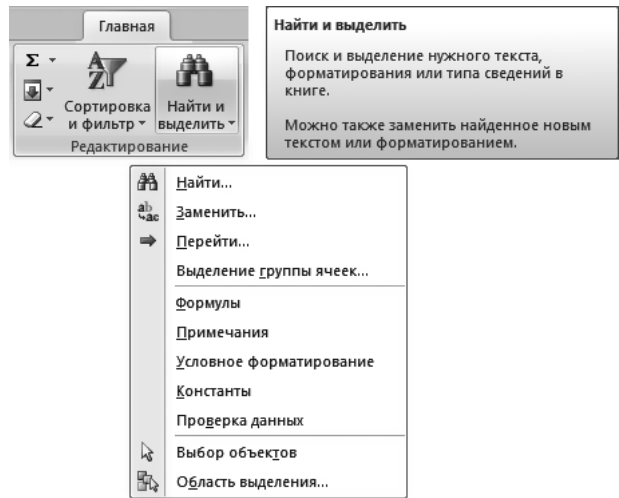 Главная
Σ
Сортировка и фильтр
Найти и выделить
Редактирование
Найти и выделить
Поиск и выделение нужного текста,
форматирования или типа сведений в
книге.
Можно также заменить найденное новым
текстом или форматированием.
Найти...
Заменить...
Перейти...
Выделение группы ячеек...
Формулы
Примечания
Условное форматирование
Константы
Проверка данных
Выбор объектов
Область выделения...